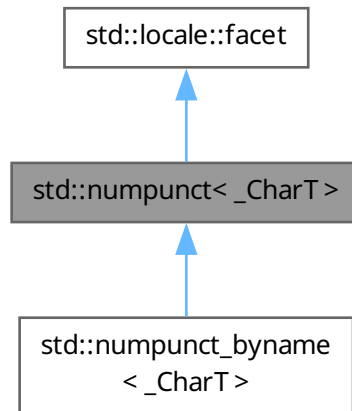 std::locale::facet
std::numpunct< _CharT >
std::numpunct_byname
< _CharT >